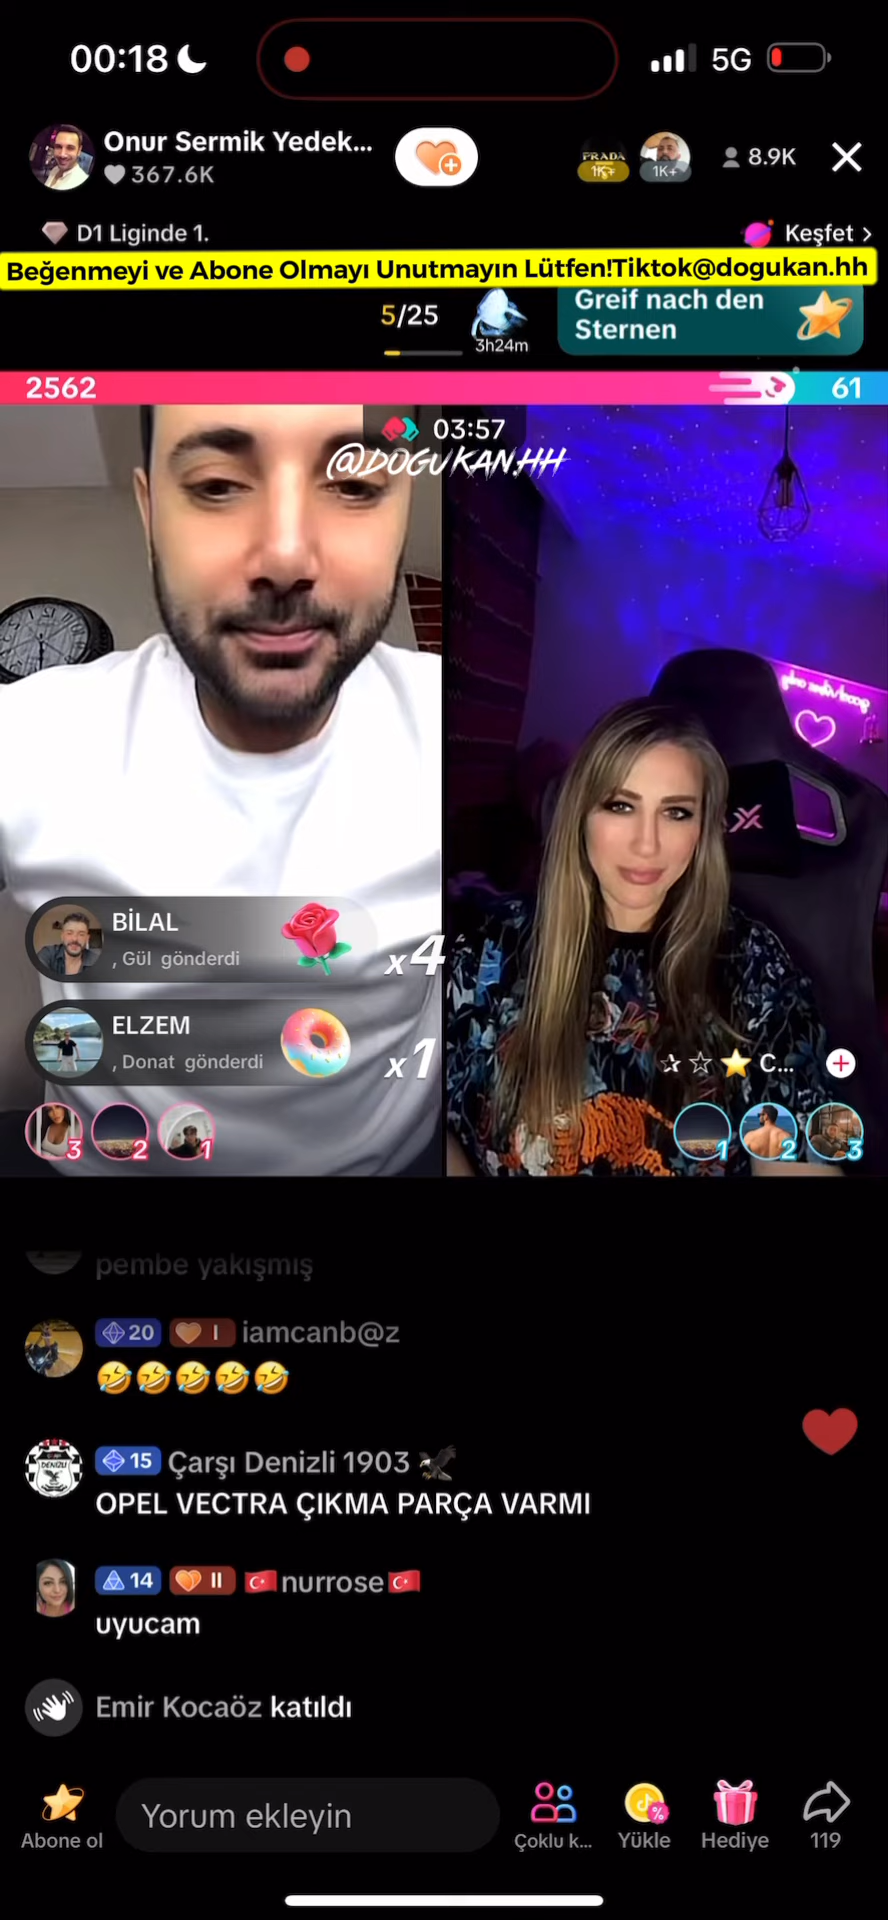 00:18
5G
Onur Sermik Yedek...
367.6K
PRADA
1K+
1K+
8.9K
D1 Liginde 1.
Keşfet >
Beğenmeyi ve Abone Olmayı Unutmayın Lütfen!Tiktok@dogukan.hh
5/25
3h24m
Greif nach den
Sternen
2562
61
03:57
@DOGUKAN.HH
BİLAL
, Gül gönderdi
x4
ELZEM
, Donat gönderdi
x1
C...
3
2
1
1
2
3
pembe yakışmış
20 I iamcanb@z
15 Çarşı Denizli 1903
DENİZLİ
OPEL VECTRA ÇIKMA PARÇA VARMI
14 II nurrose
uyucam
Emir Kocaöz katıldı
Abone ol
Yorum ekleyin
Çoklu k...
Yükle
Hediye
119